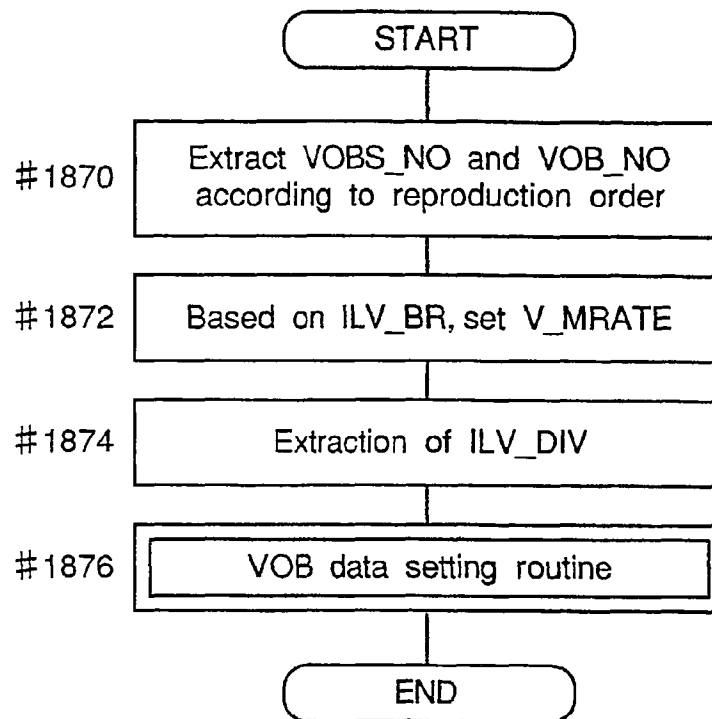 START
#1870
Extract VOBS_NO and VOB_NO
according to reproduction order
#1872
Based on ILV_BR, set V_MRATE
#1874
Extraction of ILV_DIV
#1876
VOB data setting routine
END